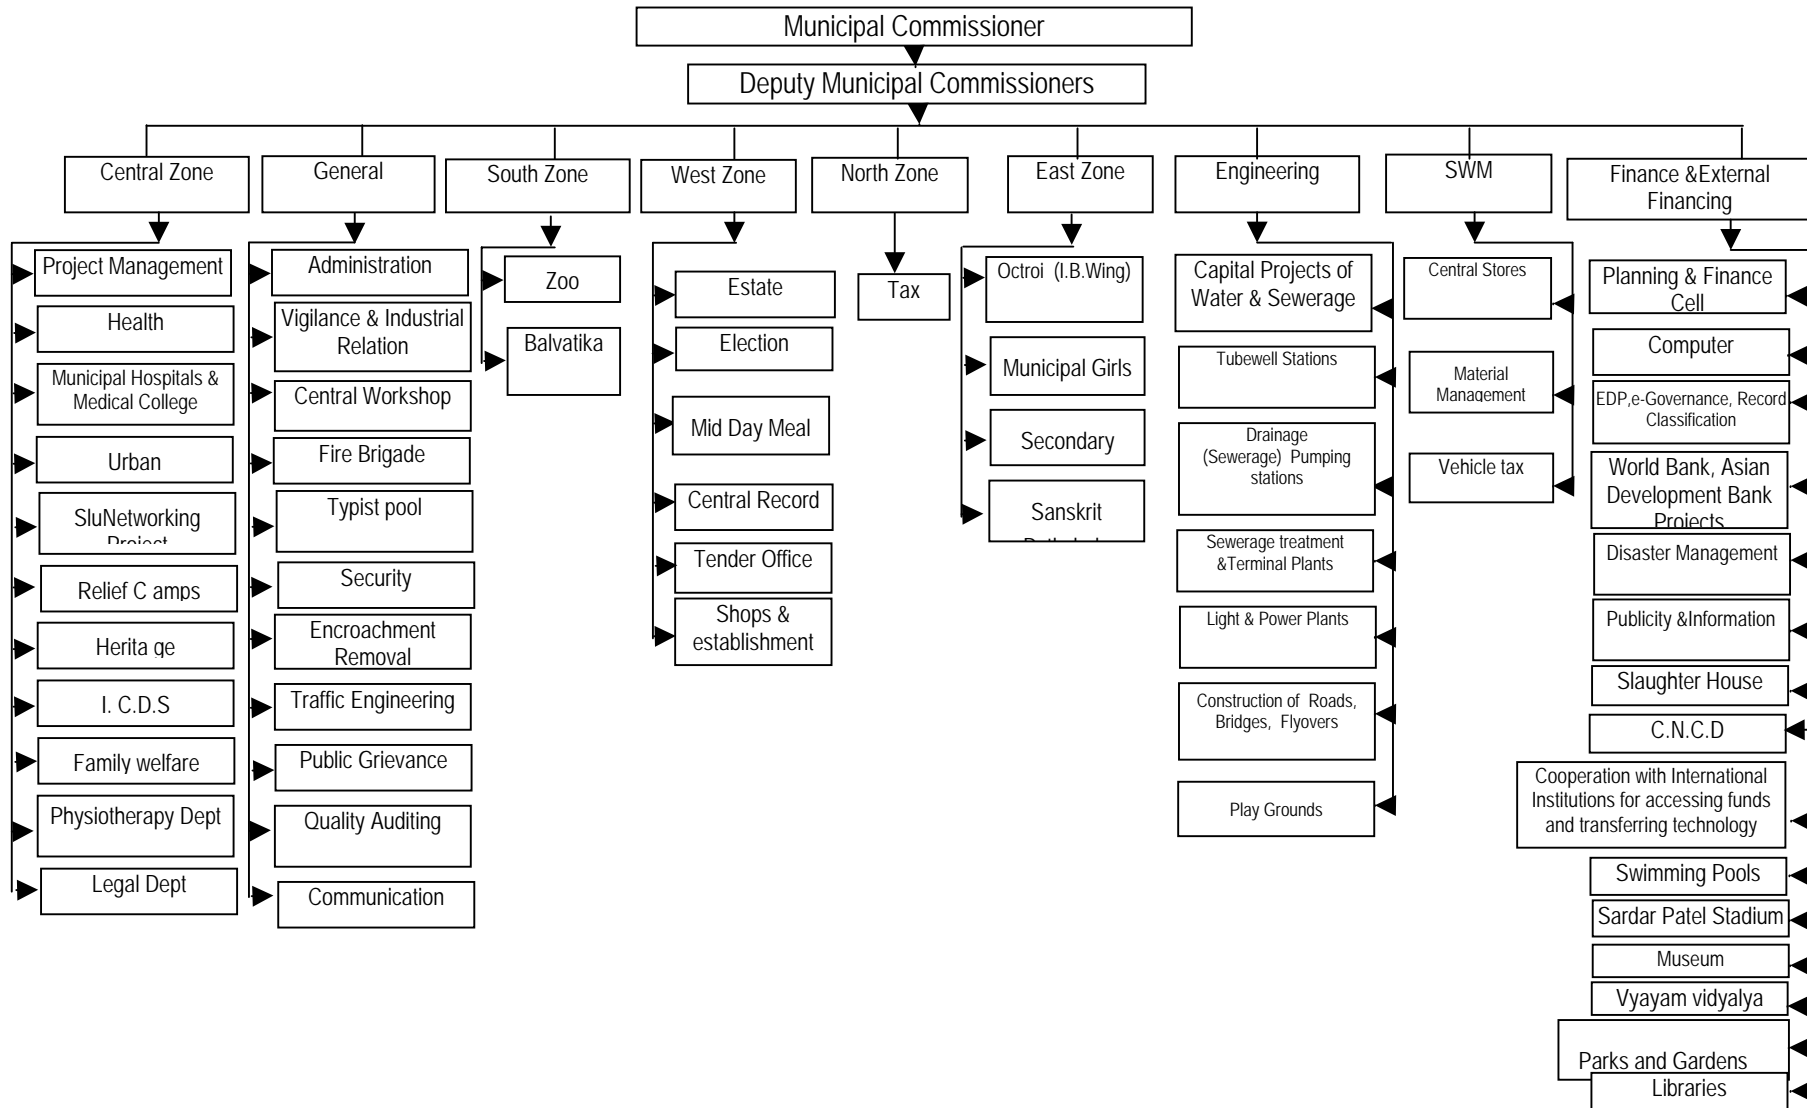 Municipal Commissioner
Deputy Municipal Commissioners
Central Zone
General
South Zone
West Zone
North Zone
East Zone
Engineering
SWM
Finance &External
Financing
Project Management
Health
Municipal Hospitals &
Medical College
Urban
SluNetworking
Project
Relief C amps
Herita ge
I. C.D.S
Family welfare
Physiotherapy Dept
Legal Dept
Administration
Vigilance & Industrial
Relation
Central Workshop
Fire Brigade
Typist pool
Security
Encroachment
Removal
Traffic Engineering
Public Grievance
Quality Auditing
Communication
Zoo
Balvatika
Estate
Election
Mid Day Meal
Central Record
Tender Office
Shops &
establishment
Tax
Octroi (I.B.Wing)
Municipal Girls
Secondary
Sanskrit
Capital Projects of
Water & Sewerage
Tubewell Stations
Drainage
(Sewerage) Pumping
stations
Sewerage treatment
&Terminal Plants
Light & Power Plants
Construction of Roads,
Bridges, Flyovers
Play Grounds
Central Stores
Material
Management
Vehicle tax
Planning & Finance
Cell
Computer
EDP,e-Governance, Record
Classification
World Bank, Asian
Development Bank
Projects
Disaster Management
Publicity &Information
Slaughter House
C.N.C.D
Cooperation with International
Institutions for accessing funds
and transferring technology
Swimming Pools
Sardar Patel Stadium
Museum
Vyayam vidyalya
Parks and Gardens
Libraries